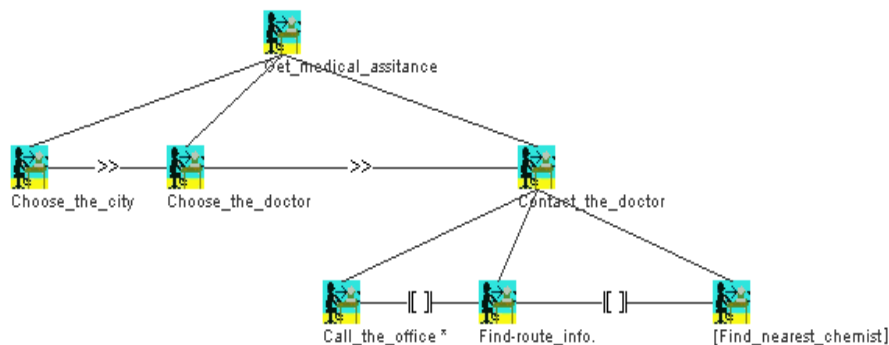 Get_medical_assitance
>>
>>
Choose_the_city
Choose_the_doctor
Contact_the_doctor
|[ ]|
|[ ]|
Call_the_office *
Find-route_info.
[Find_nearest_chemist]